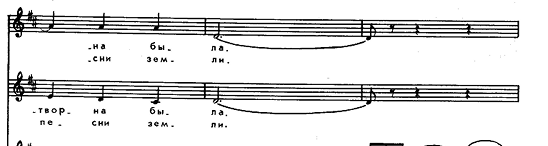 -на бы- ла.
-сни зем- ли.
-твор- на бы- ла.
пе- сни зем- ли.